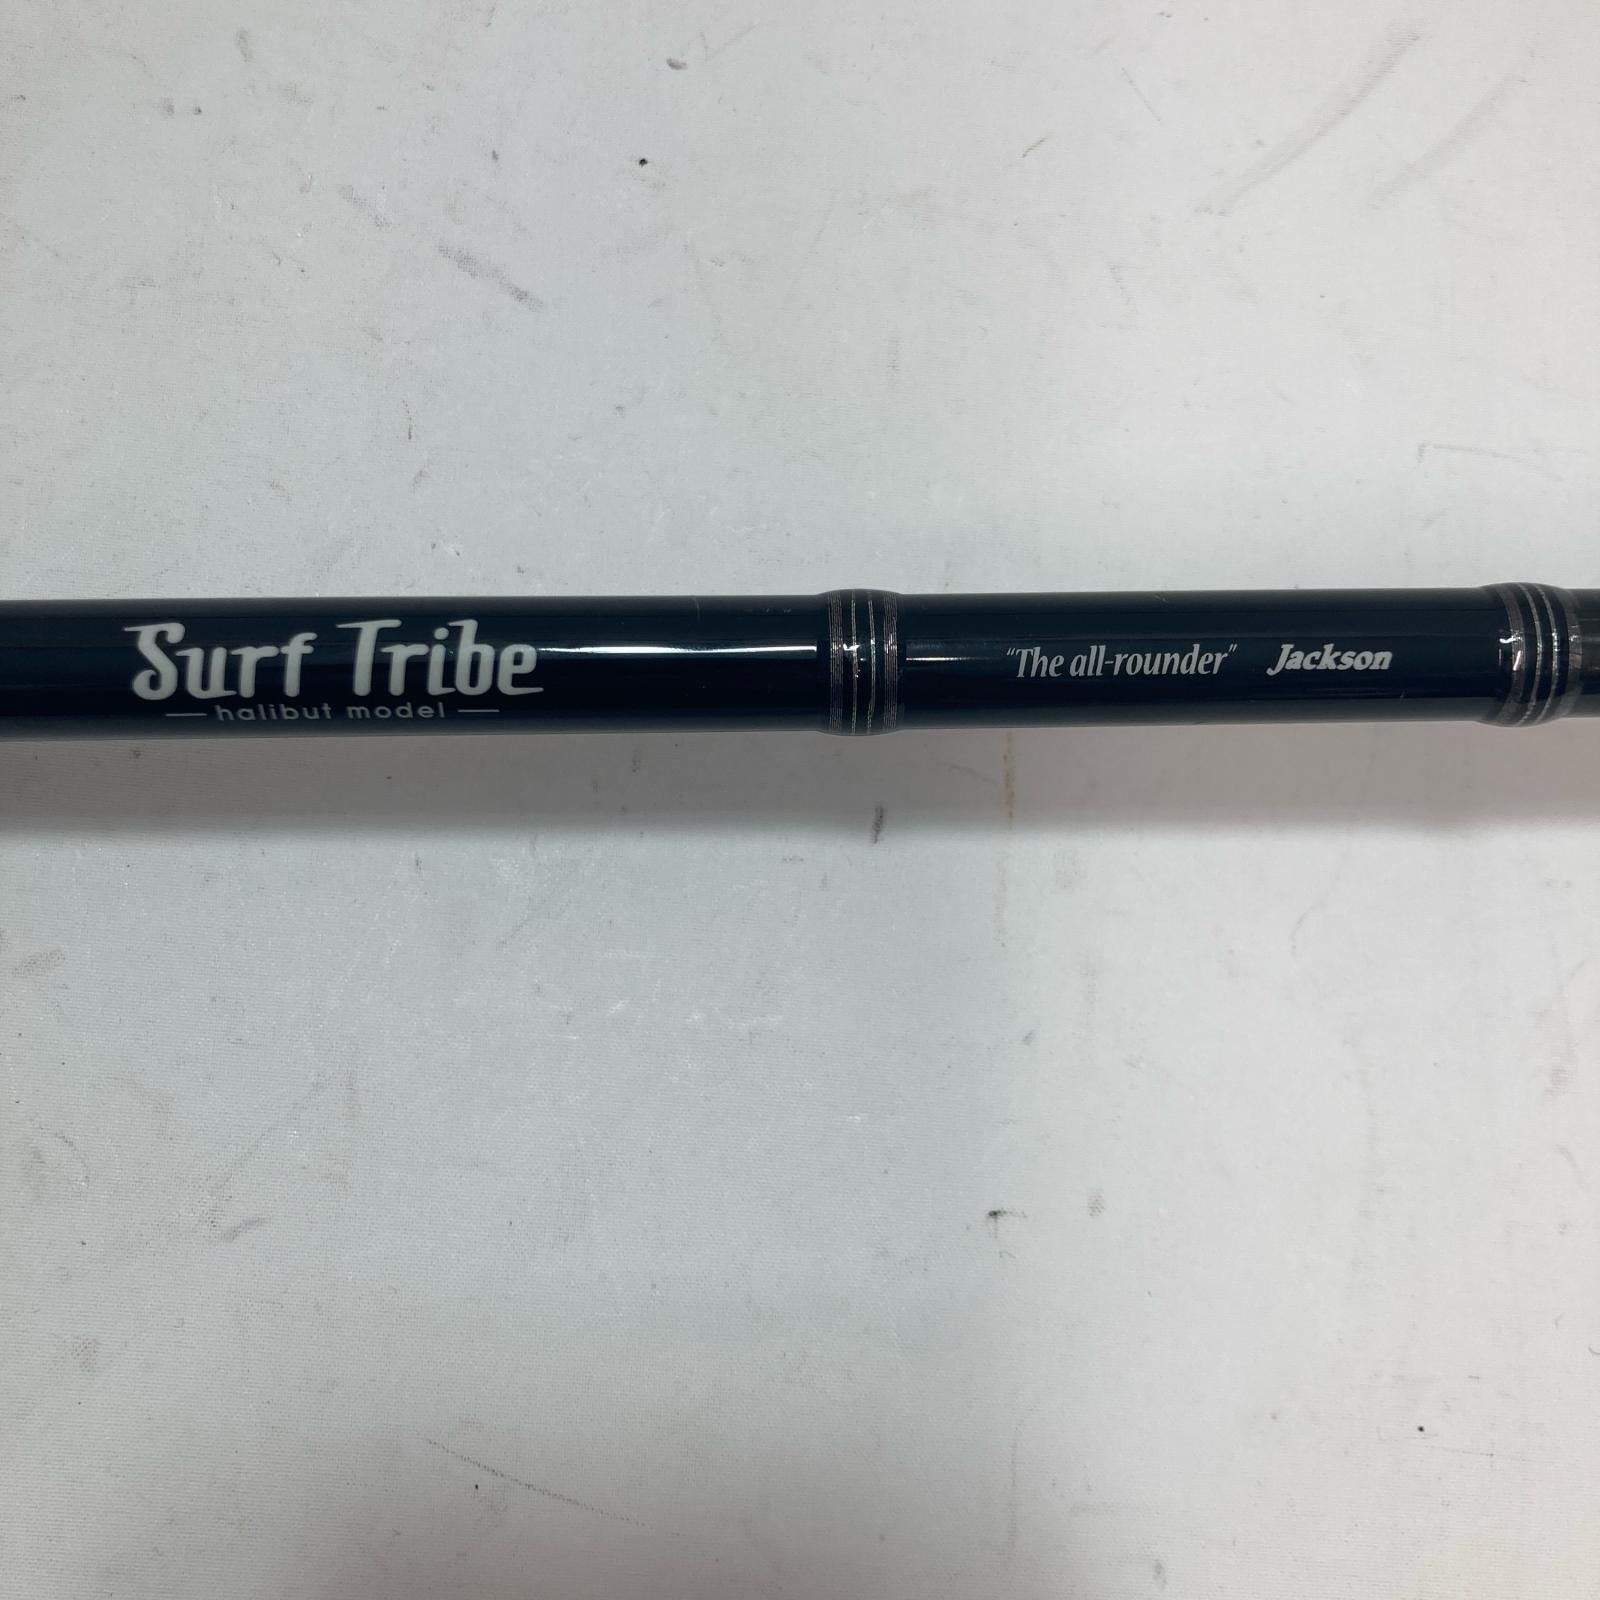 Surf Tribe
halibut model
"The all-rounder" Jackson